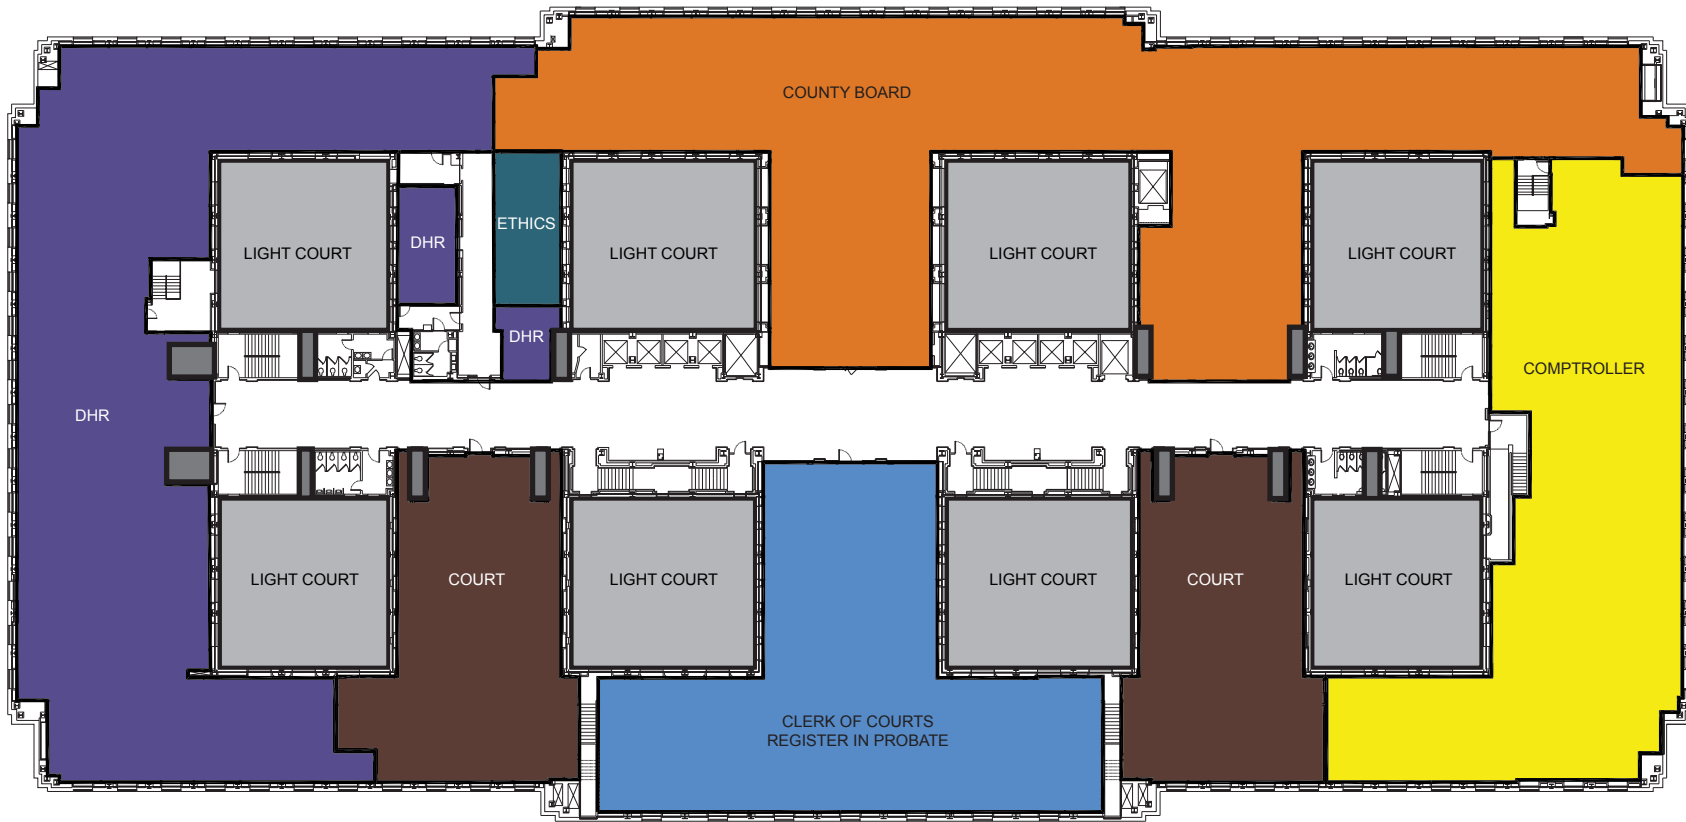 COUNTY BOARD
ETHICS
DHR
LIGHT COURT
LIGHT COURT
LIGHT COURT
LIGHT COURT
DHR
COMPTROLLER
DHR
LIGHT COURT
COURT
LIGHT COURT
LIGHT COURT
COURT
LIGHT COURT
CLERK OF COURTS
REGISTER IN PROBATE